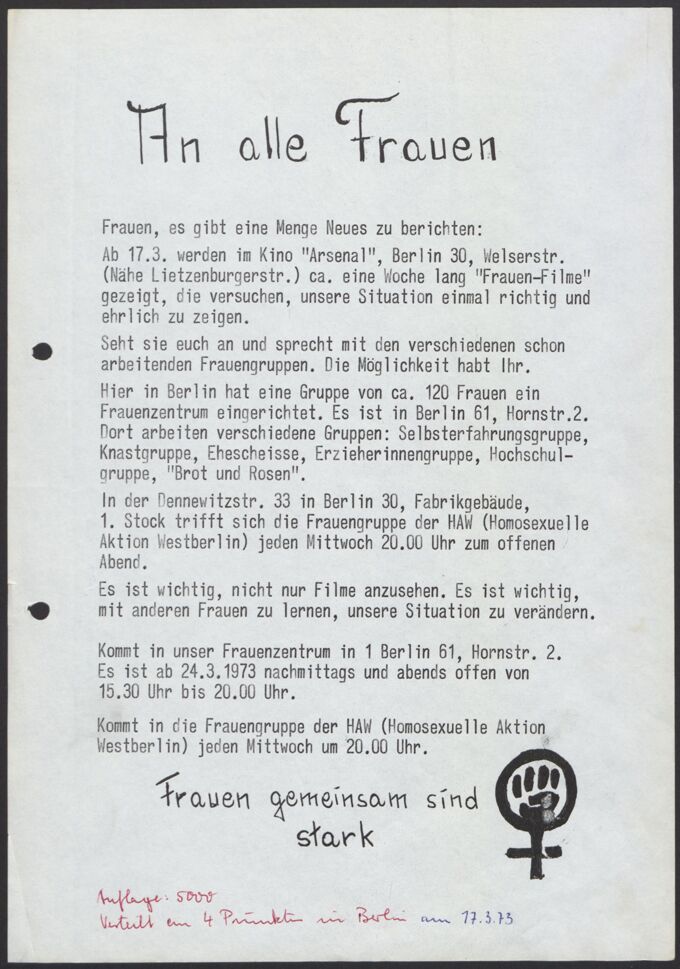 An alle Frauen
Frauen, es gibt eine Menge Neues zu berichten:
Ab 17.3. werden im Kino "Arsenal", Berlin 30, Welserstr.
(Nähe Lietzenburgerstr.) ca. eine Woche lang "Frauen-Filme"
gezeigt, die versuchen, unsere Situation einmal richtig und
ehrlich zu zeigen.
Seht sie euch an und sprecht mit den verschiedenen schon
arbeitenden Frauengruppen. Die Möglichkeit habt Ihr.
Hier in Berlin hat eine Gruppe von ca. 120 Frauen ein
Frauenzentrum eingerichtet. Es ist in Berlin 61, Hornstr.2.
Dort arbeiten verschiedene Gruppen: Selbsterfahrungsgruppe,
Knastgruppe, Ehescheisse, Erzieherinnengruppe, Hochschul-
gruppe, "Brot und Rosen".
In der Dennewitzstr. 33 in Berlin 30, Fabrikgebäude,
1. Stock trifft sich die Frauengruppe der HAW (Homosexuelle
Aktion Westberlin) jeden Mittwoch 20.00 Uhr zum offenen
Abend.
Es ist wichtig, nicht nur Filme anzusehen. Es ist wichtig,
mit anderen Frauen zu lernen, unsere Situation zu verändern.
Kommt in unser Frauenzentrum in 1 Berlin 61, Hornstr. 2.
Es ist ab 24.3.1973 nachmittags und abends offen von
15.30 Uhr bis 20.00 Uhr.
Kommt in die Frauengruppe der HAW (Homosexuelle Aktion
Westberlin) jeden Mittwoch um 20.00 Uhr.
Frauen gemeinsam sind
stark
Auflage: 5000
Verteilt an 4 Punkten in Berlin am 17.3.73